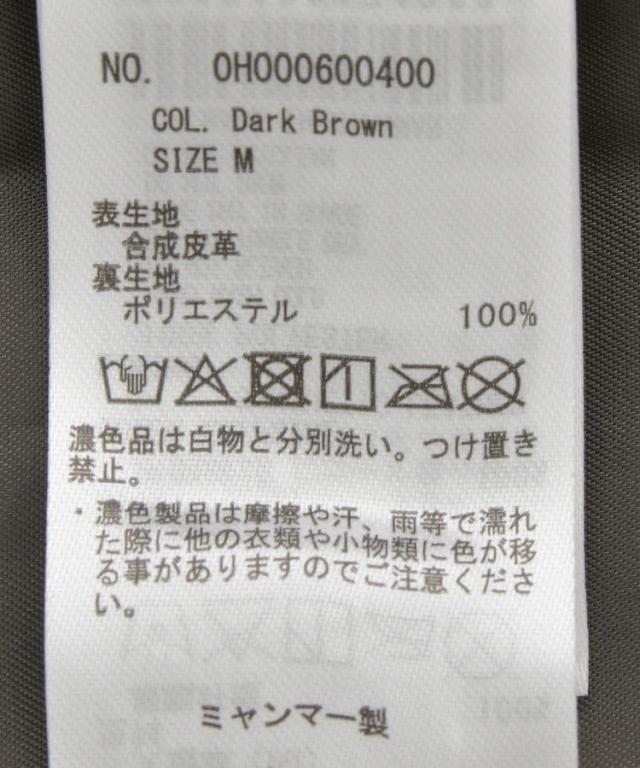 NO. 0H000600400
COL. Dark Brown
SIZE M
表生地
合成皮革
裏生地
ポリエステル 100%
濃色品は白物と分別洗い。つけ置き
禁止。
・濃色製品は摩擦や汗、雨等で濡れ
た際に他の衣類や小物類に色が移
る事がありますのでご注意くださ
い。
ミャンマー製